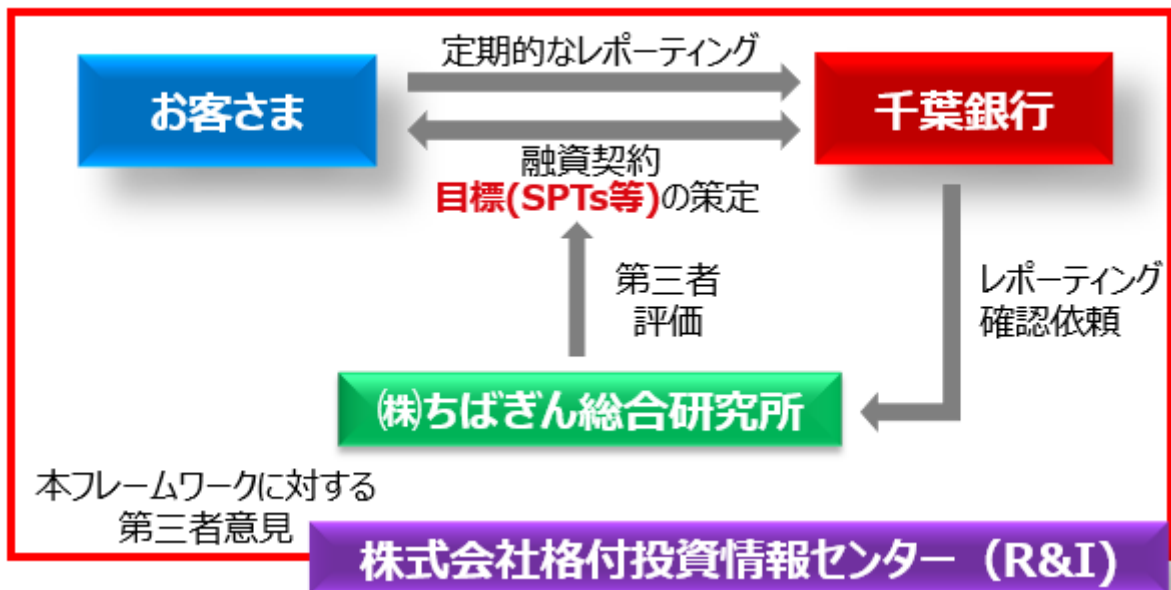 定期的なレポーティング
お客さま
千葉銀行
融資契約
目標(SPTs等)の策定
第三者
評価
レポーティング
確認依頼
㈱ちばぎん総合研究所
本フレームワークに対する
第三者意見
株式会社格付投資情報センター（R&I）